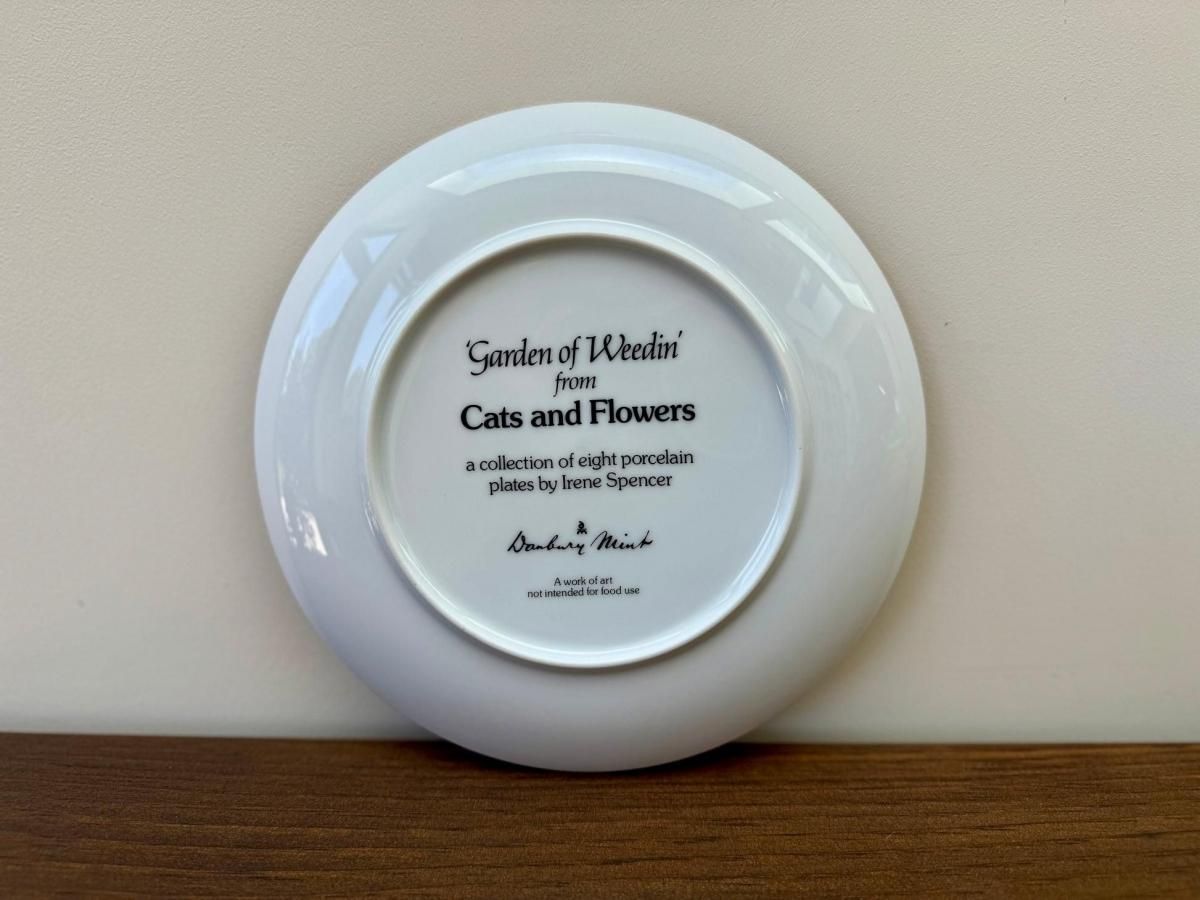 'Garden of Weedin'
from
Cats and Flowers
a collection of eight porcelain
plates by Irene Spencer
Danbury Mint
A work of art
not intended for food use